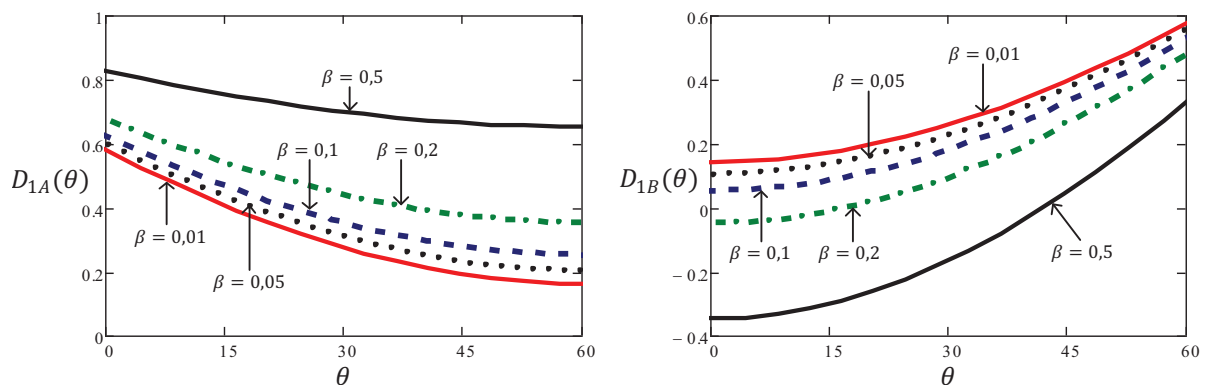 1
0.8
0.6
0.4
0.2
0
D₁A(θ)
β = 0,5
β = 0,1
β = 0,2
β = 0,01
β = 0,05
0 15 30 45 60
θ
0.6
0.4
0.2
0
− 0.2
− 0.4
D₁B(θ)
β = 0,01
β = 0,05
β = 0,1
β = 0,2
β = 0,5
0 15 30 45 60
θ